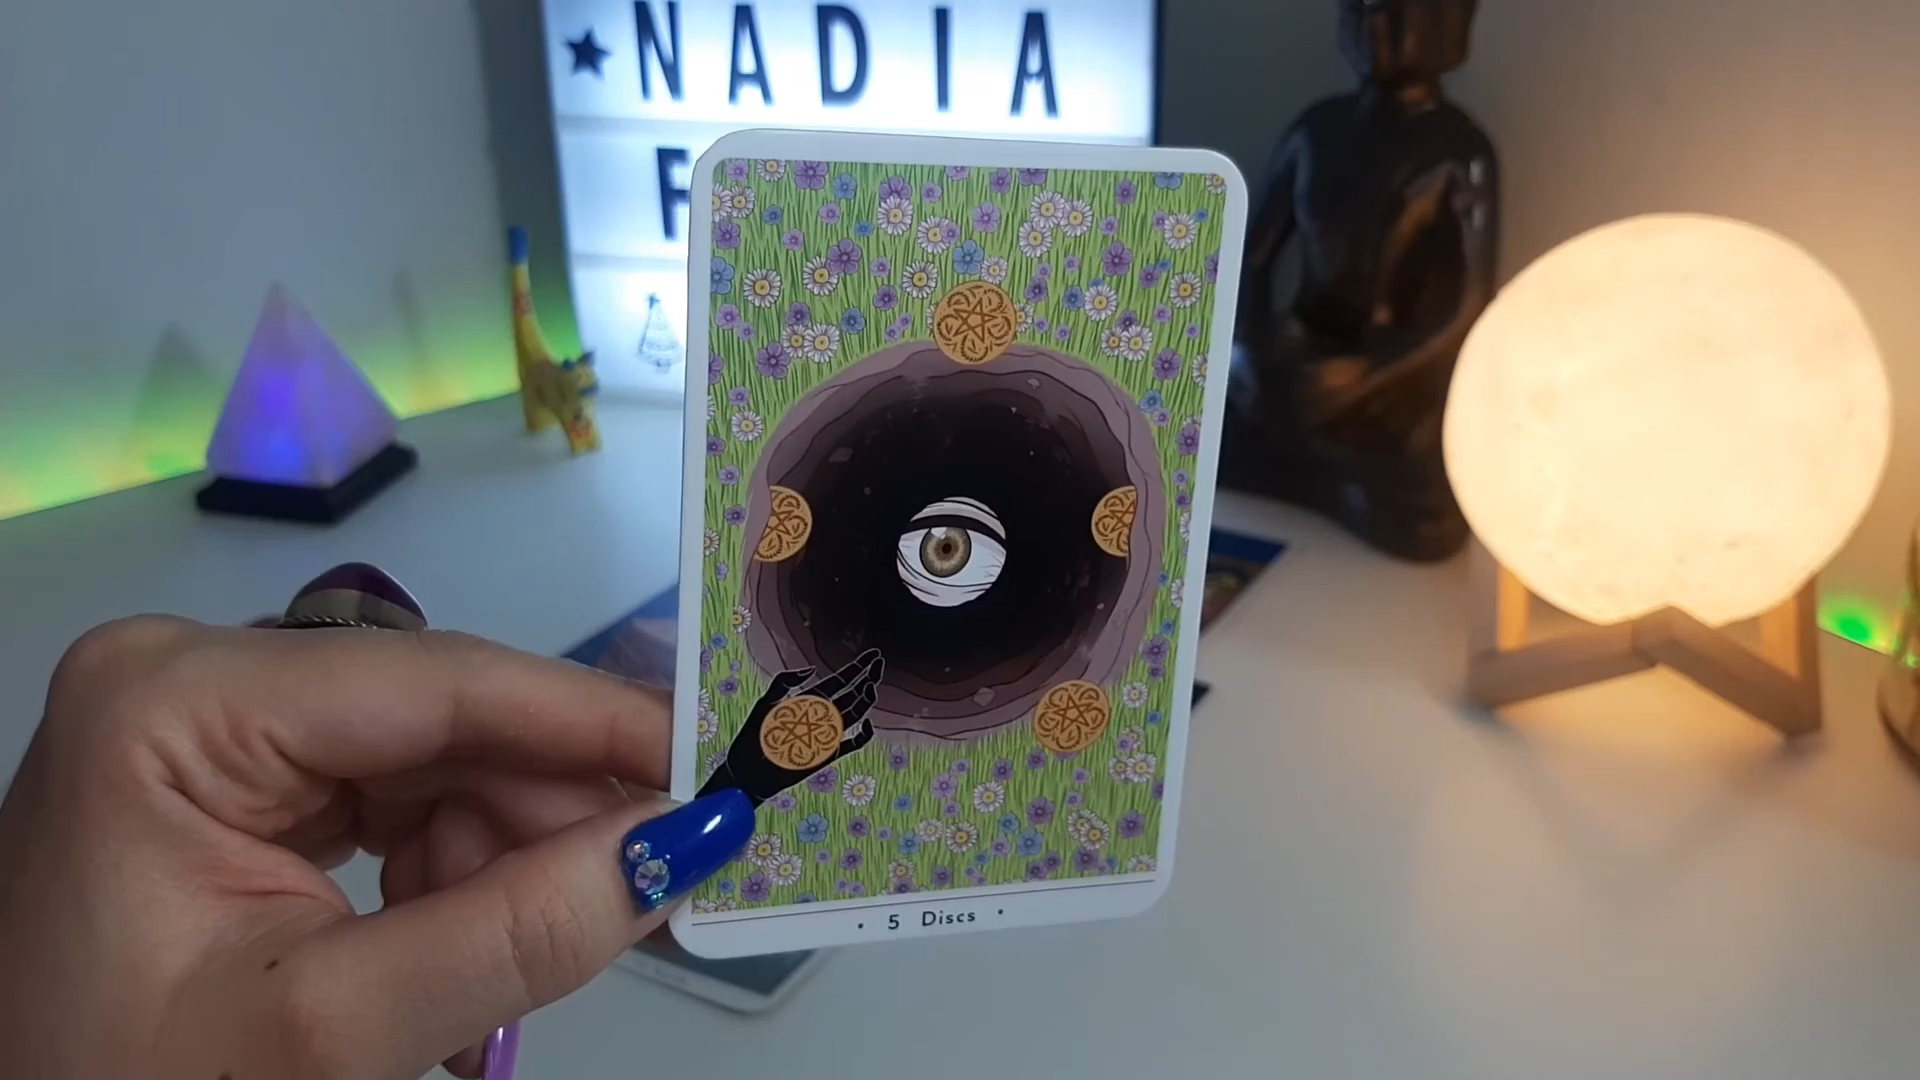 ★ NADIA
F
• 5 Discs •